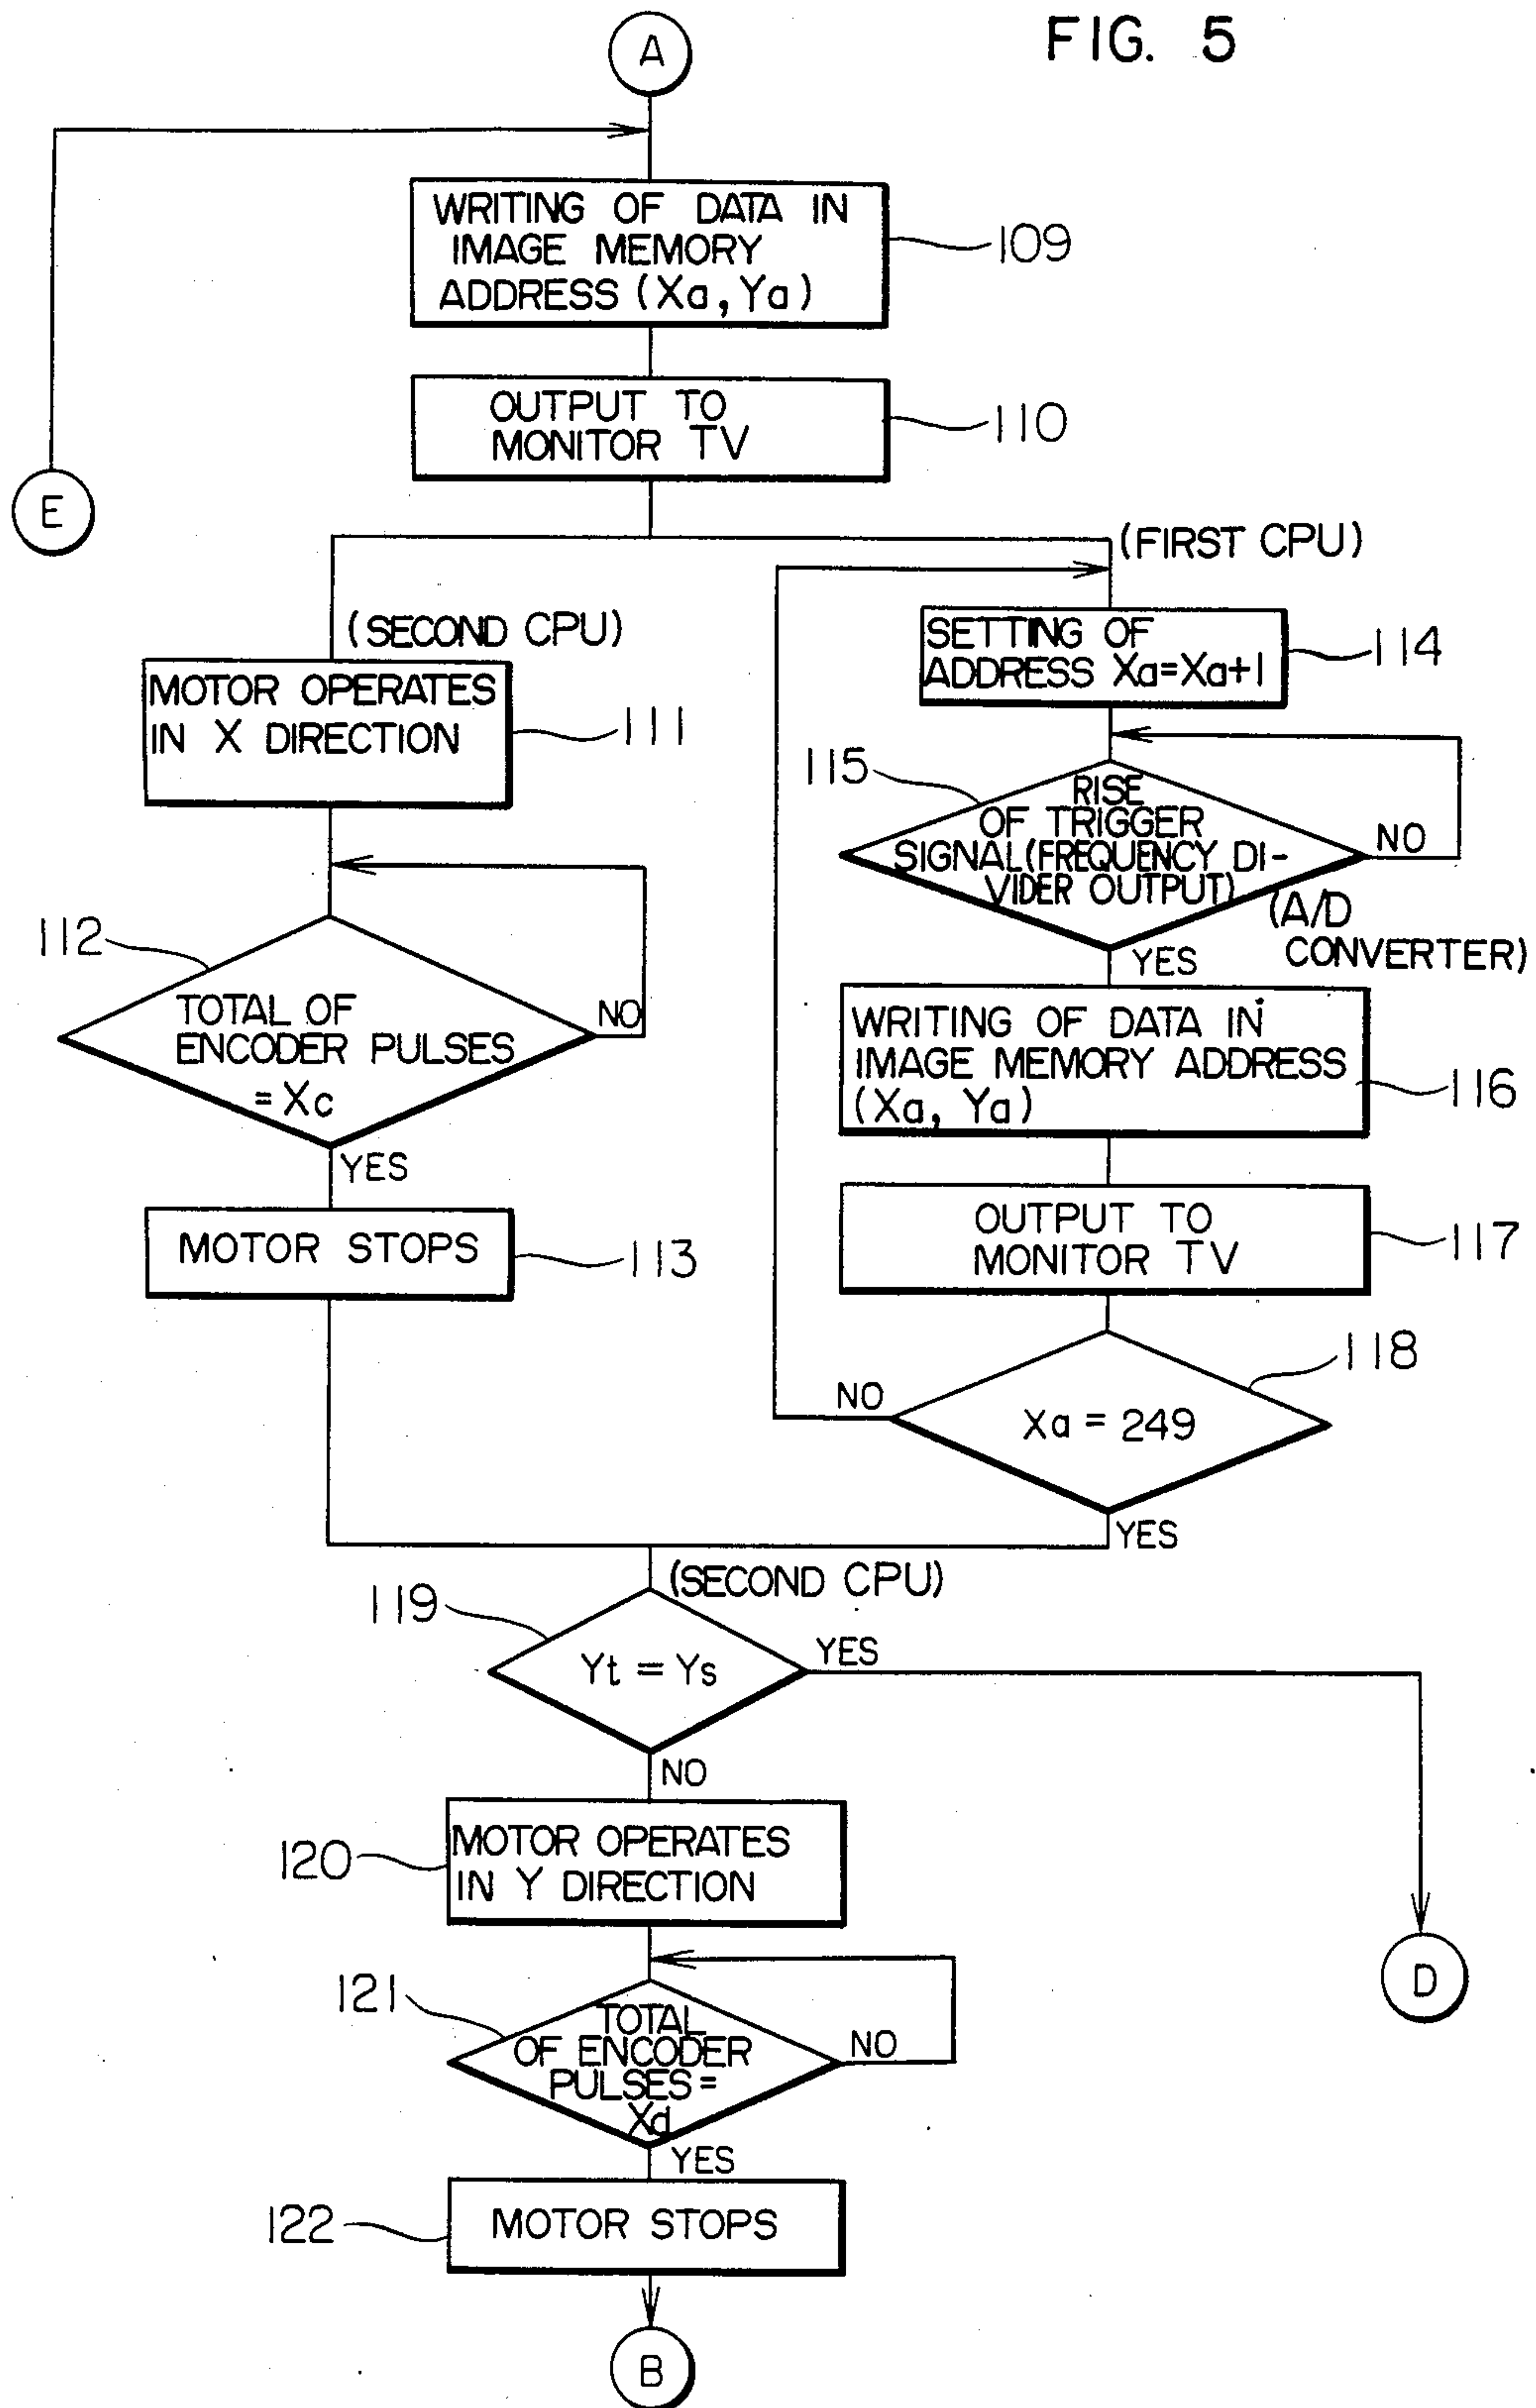 FIG. 5
A
WRITING OF DATA IN
IMAGE MEMORY
ADDRESS (Xa, Ya)
109
OUTPUT TO
MONITOR TV
110
E
(FIRST CPU)
(SECOND CPU)
SETTING OF
ADDRESS Xa=Xa+1
114
MOTOR OPERATES
IN X DIRECTION
111
115
RISE
OF TRIGGER
SIGNAL(FREQUENCY DI-
VIDER OUTPUT)
NO
(A/D
CONVERTER)
YES
112
TOTAL OF
ENCODER PULSES
= Xc
NO
YES
WRITING OF DATA IN
IMAGE MEMORY ADDRESS
(Xa, Ya)
116
MOTOR STOPS
113
OUTPUT TO
MONITOR TV
117
118
NO
Xa = 249
YES
(SECOND CPU)
119
Yt = Ys
YES
NO
120
MOTOR OPERATES
IN Y DIRECTION
D
121
TOTAL
OF ENCODER
PULSES =
Xd
NO
YES
122
MOTOR STOPS
B